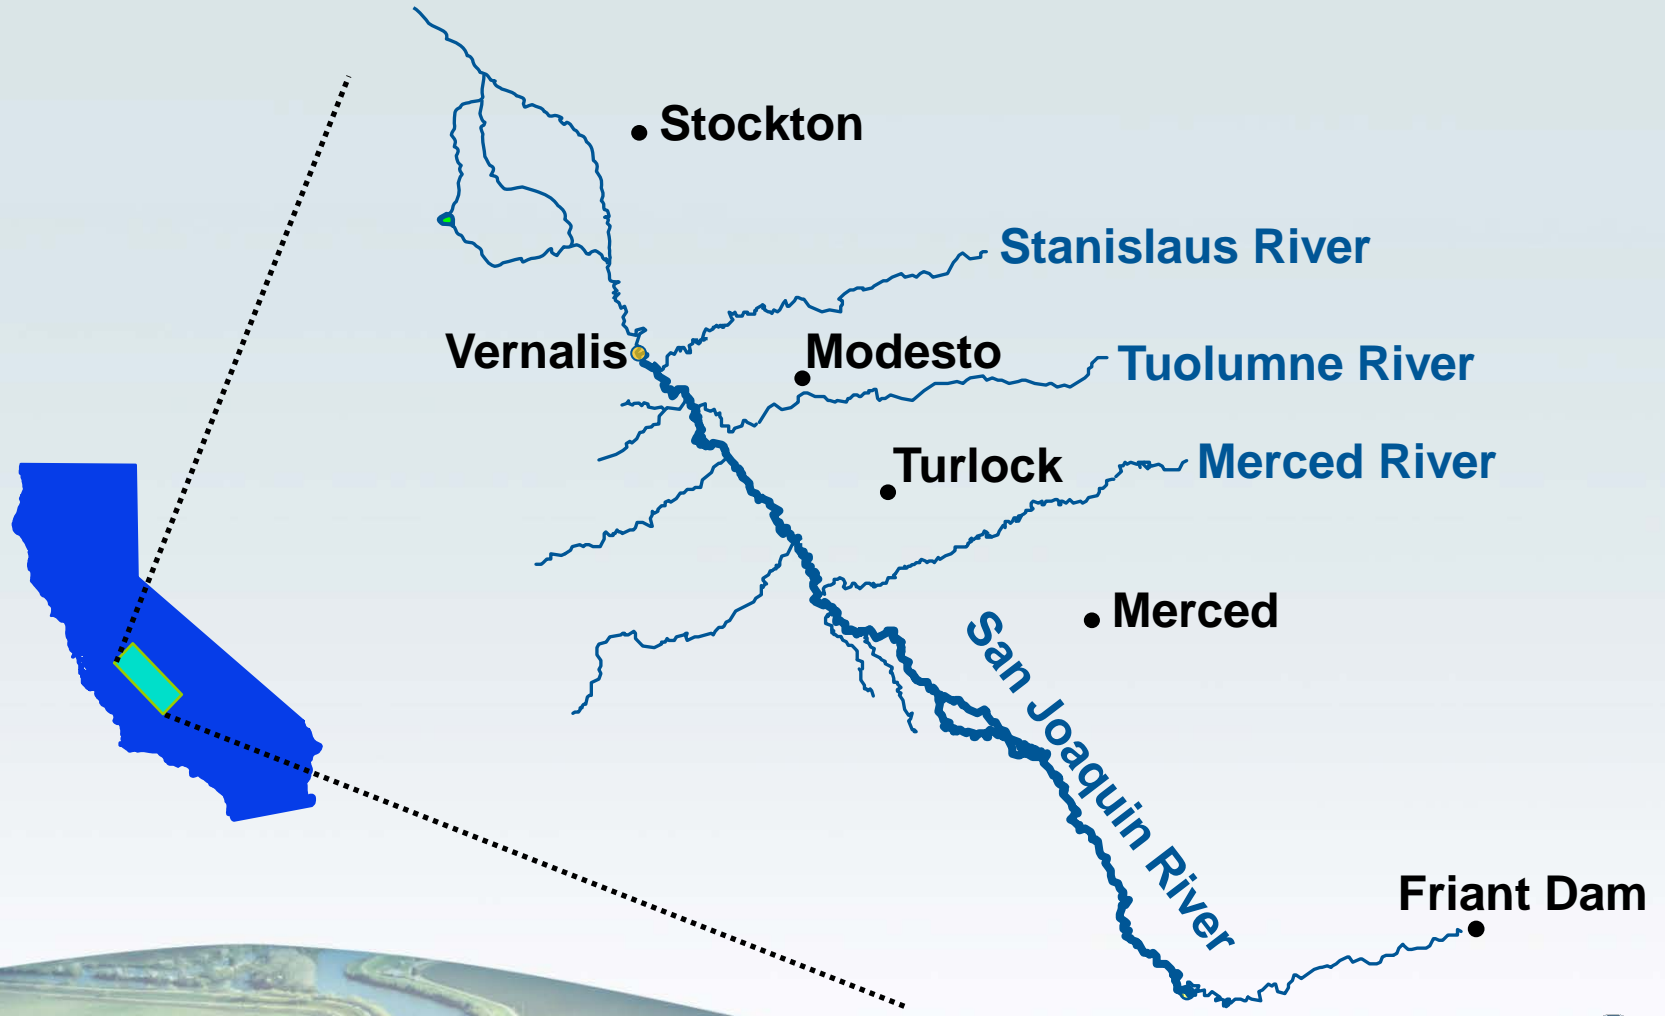 Stockton
Stanislaus River
Vernalis
Modesto
Tuolumne River
Turlock
Merced River
Merced
San Joaquin River
Friant Dam